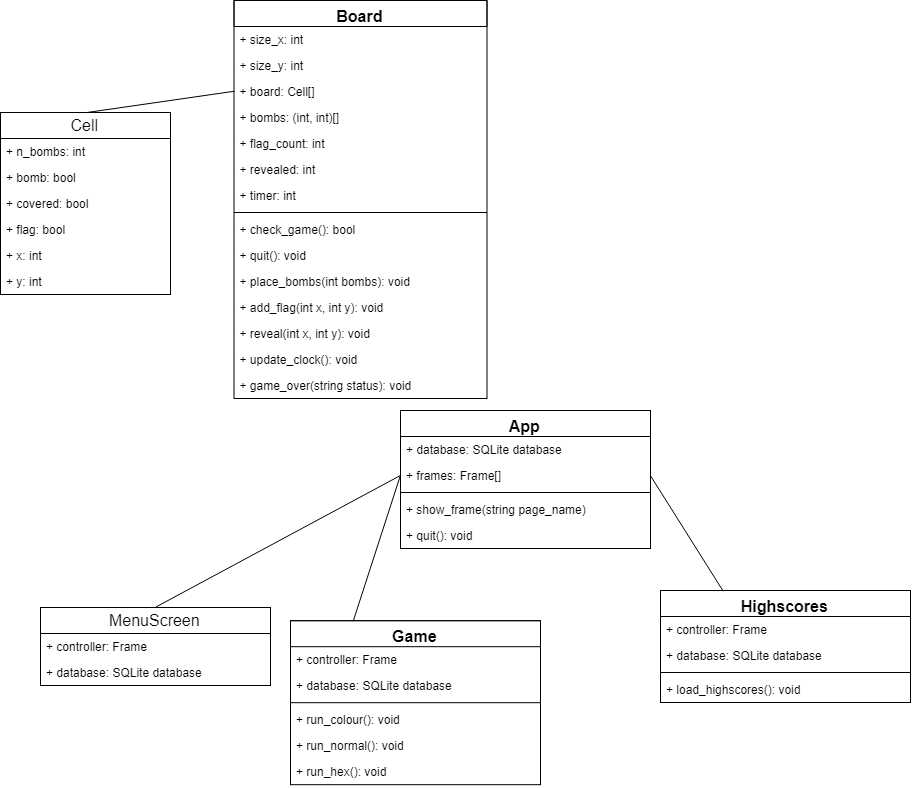 Board
+ size_x: int
+ size_y: int
+ board: Cell[]
+ bombs: (int, int)[]
+ flag_count: int
+ revealed: int
+ timer: int
+ check_game(): bool
+ quit(): void
+ place_bombs(int bombs): void
+ add_flag(int x, int y): void
+ reveal(int x, int y): void
+ update_clock(): void
+ game_over(string status): void
Cell
+ n_bombs: int
+ bomb: bool
+ covered: bool
+ flag: bool
+ x: int
+ y: int
App
+ database: SQLite database
+ frames: Frame[]
+ show_frame(string page_name)
+ quit(): void
MenuScreen
+ controller: Frame
+ database: SQLite database
Game
+ controller: Frame
+ database: SQLite database
+ run_colour(): void
+ run_normal(): void
+ run_hex(): void
Highscores
+ controller: Frame
+ database: SQLite database
+ load_highscores(): void